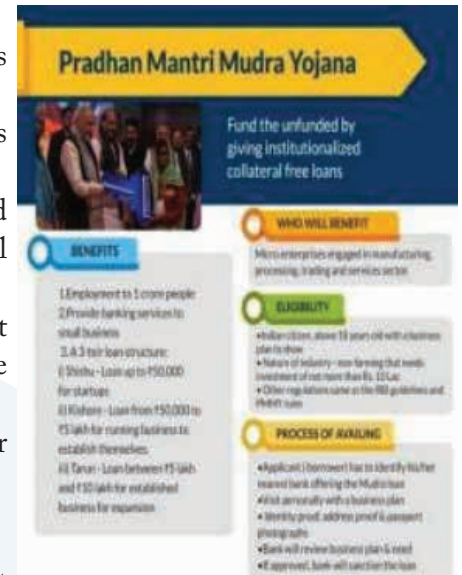 s
s
d
l
t
e
r
Pradhan Mantri Mudra Yojana
Fund the unfunded by
giving institutionalized
collateral free loans
BENEFITS
1.Employment to 1 crore people
2.Provide banking services to
small business
3.A 3 tier loan structure:
i) Shishu - Loan up to ₹50,000
for startups
ii) Kishore - Loan from ₹50,000 to
₹5 lakh for running business to
establish themselves
iii) Tarun - Loan between ₹5 lakh
and ₹10 lakh for established
business for expansion
WHO WILL BENEFIT
Micro enterprises engaged in manufacturing,
processing, trading and services sector
ELIGIBILITY
•Indian citizen, above 18 years old with a business
plan to show
• Nature of industry - non farming that needs
investment of not more than Rs. 10 Lac
• Other regulations same as the RBI guidelines and
PMMY rules
PROCESS OF AVAILING
•Applicant (borrower) has to identify his/her
nearest bank offering the Mudra loan
•Visit personally with a business plan
• Identity proof, address proof & passport
photographs
•Bank will review business plan & need
•If approved, bank will sanction the loan